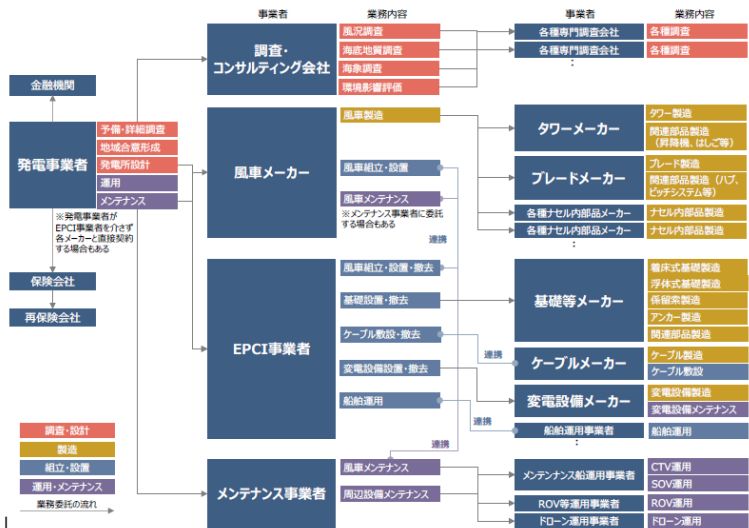 事業者
業務内容
事業者
業務内容
調査・
コンサルティング会社
風況調査
海底地質調査
海象調査
環境影響評価
各種専門調査会社
各種調査
各種専門調査会社
各種調査
:
金融機関
発電事業者
予備・詳細調査
地域合意形成
発電所設計
運用
メンテナンス
※発電事業者が
EPCI事業者を介さず
各メーカーと直接契約
する場合もある
保険会社
再保険会社
風車メーカー
風車製造
風車組立・設置
風車メンテナンス
※メンテナンス事業者に委託
する場合もある
連携
タワーメーカー
タワー製造
関連部品製造
(昇降機、はしご等)
ブレードメーカー
ブレード製造
関連部品製造(ハブ、
ピッチシステム等)
各種ナセル内部品メーカー
ナセル内部品製造
各種ナセル内部品メーカー
ナセル内部品製造
:
EPCI事業者
風車組立・設置・撤去
基礎設置・撤去
ケーブル敷設・撤去
変電設備設置・撤去
船舶運用
連携
連携
連携
基礎等メーカー
着床式基礎製造
浮体式基礎製造
係留索製造
アンカー製造
関連部品製造
ケーブルメーカー
ケーブル製造
ケーブル敷設
変電設備メーカー
変電設備製造
変電設備メンテナンス
船舶運用事業者
船舶運用
:
メンテナンス事業者
風車メンテナンス
周辺設備メンテナンス
メンテンナンス船運用事業者
CTV運用
SOV運用
ROV等運用事業者
ROV運用
ドローン運用事業者
ドローン運用
調査・設計
製造
組立・設置
運用・メンテナンス
業務委託の流れ